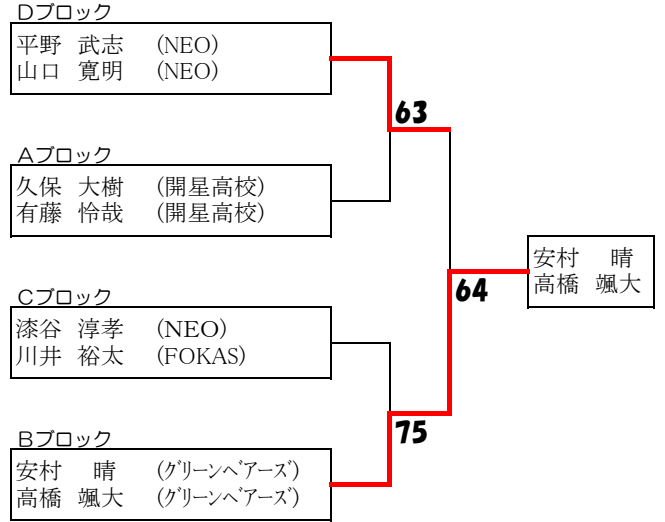 Dブロック
平野 武志 (NEO)
山口 寛明 (NEO)
63
Aブロック
久保 大樹 (開星高校)
有藤 怜哉 (開星高校)
安村 晴
高橋 颯大
64
Cブロック
漆谷 淳孝 (NEO)
川井 裕太 (FOKAS)
75
Bブロック
安村 晴 (グリーンベアーズ)
高橋 颯大 (グリーンベアーズ)